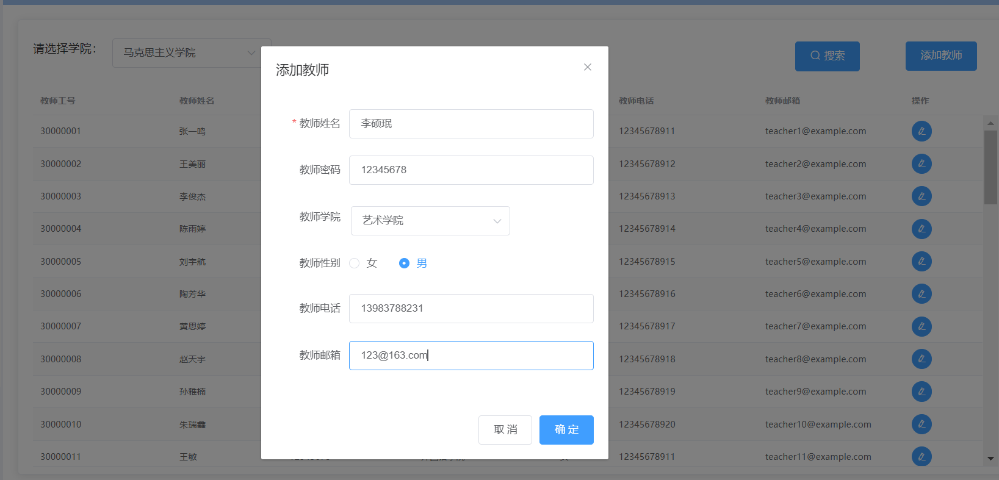 请选择学院：
马克思主义学院
搜索
添加教师
添加教师
教师工号 教师姓名 教师电话 教师邮箱 操作
* 教师姓名 李硕珉
教师密码 12345678
教师学院 艺术学院
教师性别 女 男
教师电话 13983788231
教师邮箱 123@163.com
取消 确定
30000001 张一鸣 12345678911 teacher1@example.com
30000002 王美丽 12345678912 teacher2@example.com
30000003 李俊杰 12345678913 teacher3@example.com
30000004 陈雨婷 12345678914 teacher4@example.com
30000005 刘宇航 12345678915 teacher5@example.com
30000006 陶芳华 12345678916 teacher6@example.com
30000007 黄思婷 12345678917 teacher7@example.com
30000008 赵天宇 12345678918 teacher8@example.com
30000009 孙雅楠 12345678919 teacher9@example.com
30000010 朱瑞鑫 12345678920 teacher10@example.com
30000011 王敏 12345678911 teacher11@example.com